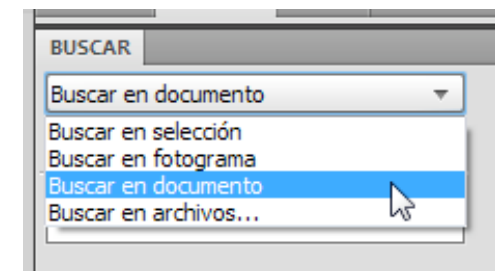 BUSCAR
Buscar en documento
Buscar en selección
Buscar en fotograma
Buscar en documento
Buscar en archivos...